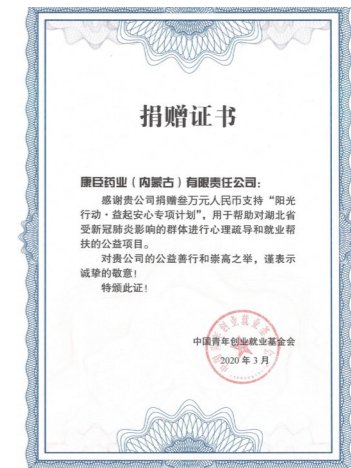 捐赠证书
康臣药业（内蒙古）有限责任公司：
感谢贵公司捐赠叁万元人民币支持“阳光
行动·益起安心专项计划”，用于帮助对湖北省
受新冠肺炎影响的群体进行心理疏导和就业帮
扶的公益项目。
对贵公司的公益善行和崇高之举，谨表示
诚挚的敬意！
特颁此证！
中国青年创业就业基金会
2020 年 3 月